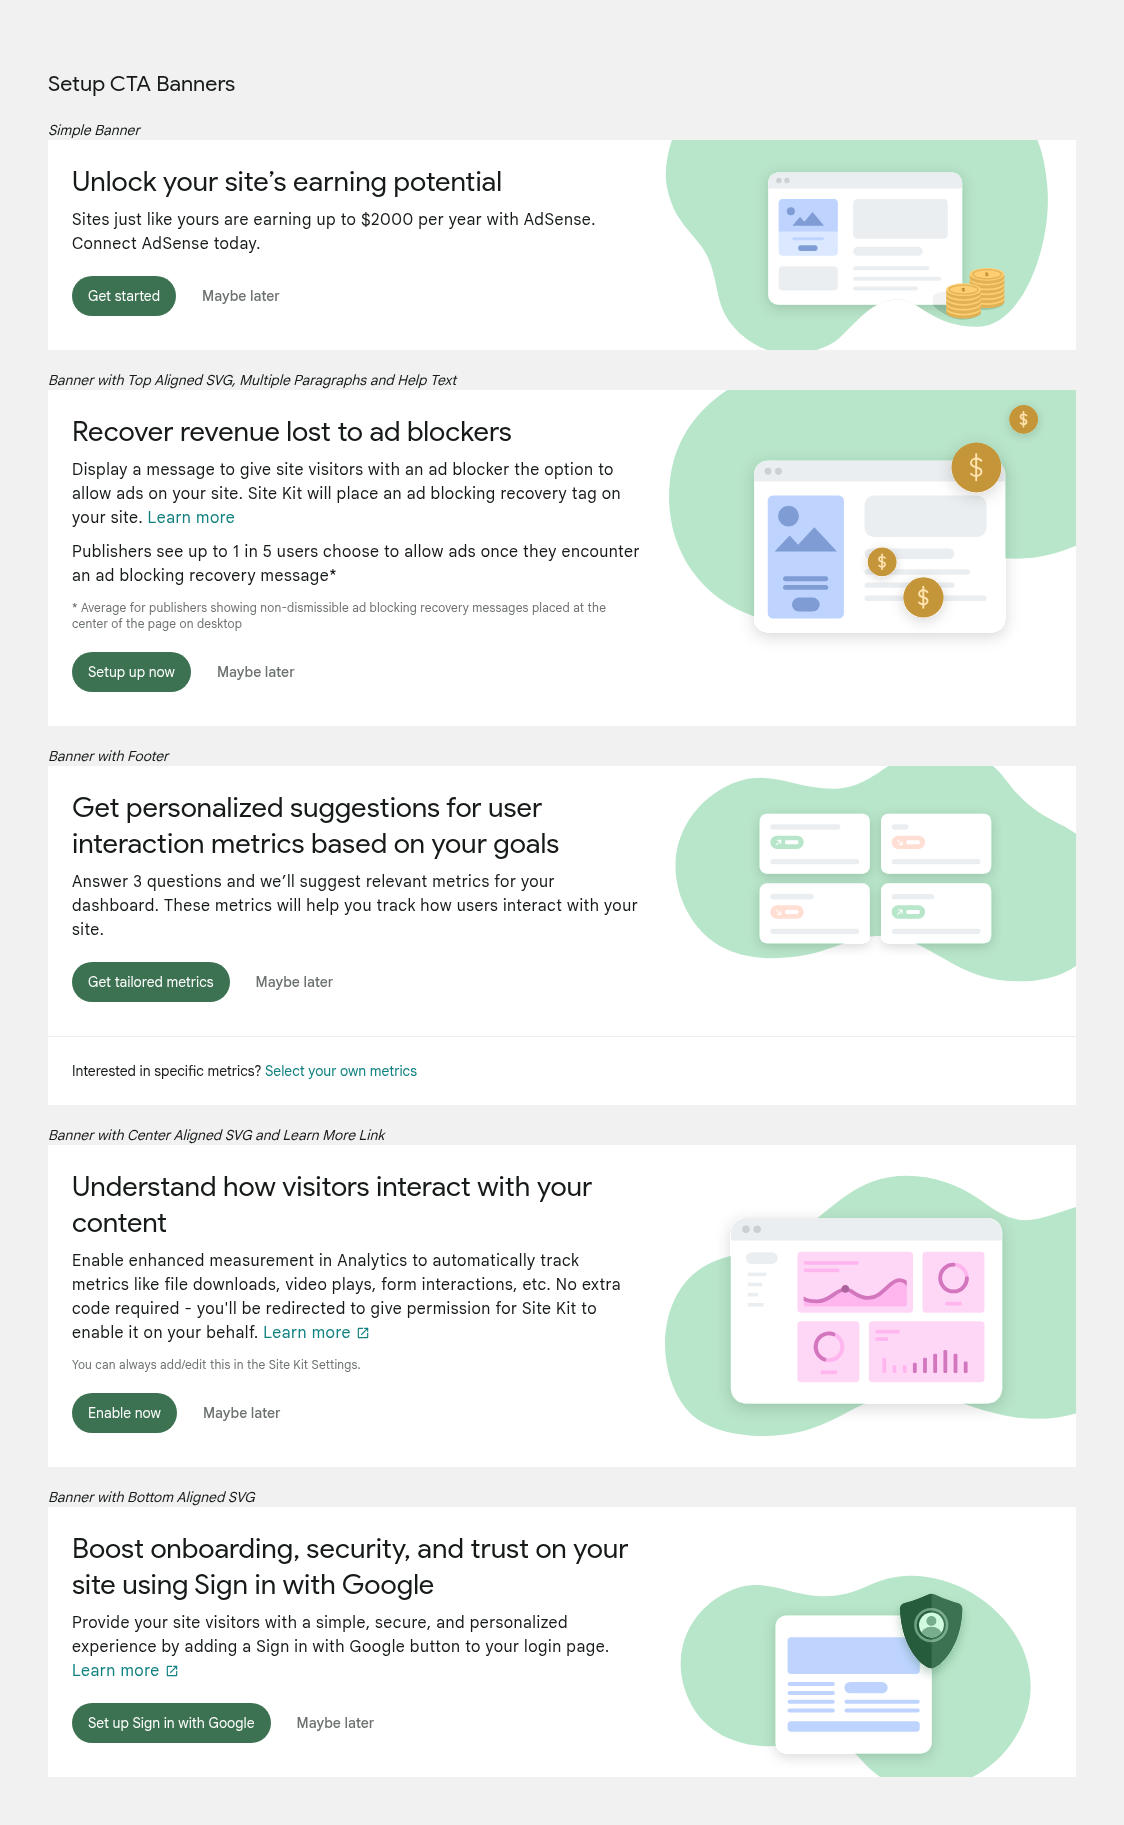 Setup CTA Banners
Simple Banner
Unlock your site’s earning potential
Sites just like yours are earning up to $2000 per year with AdSense.
Connect AdSense today.
Get started
Maybe later
Banner with Top Aligned SVG, Multiple Paragraphs and Help Text
Recover revenue lost to ad blockers
Display a message to give site visitors with an ad blocker the option to
allow ads on your site. Site Kit will place an ad blocking recovery tag on
your site. Learn more
Publishers see up to 1 in 5 users choose to allow ads once they encounter
an ad blocking recovery message*
* Average for publishers showing non-dismissible ad blocking recovery messages placed at the
center of the page on desktop
Setup up now
Maybe later
$
$
$
$
Banner with Footer
Get personalized suggestions for user
interaction metrics based on your goals
Answer 3 questions and we’ll suggest relevant metrics for your
dashboard. These metrics will help you track how users interact with your
site.
Get tailored metrics
Maybe later
Interested in specific metrics? Select your own metrics
Banner with Center Aligned SVG and Learn More Link
Understand how visitors interact with your
content
Enable enhanced measurement in Analytics to automatically track
metrics like file downloads, video plays, form interactions, etc. No extra
code required - you'll be redirected to give permission for Site Kit to
enable it on your behalf. Learn more
You can always add/edit this in the Site Kit Settings.
Enable now
Maybe later
Banner with Bottom Aligned SVG
Boost onboarding, security, and trust on your
site using Sign in with Google
Provide your site visitors with a simple, secure, and personalized
experience by adding a Sign in with Google button to your login page.
Learn more
Set up Sign in with Google
Maybe later